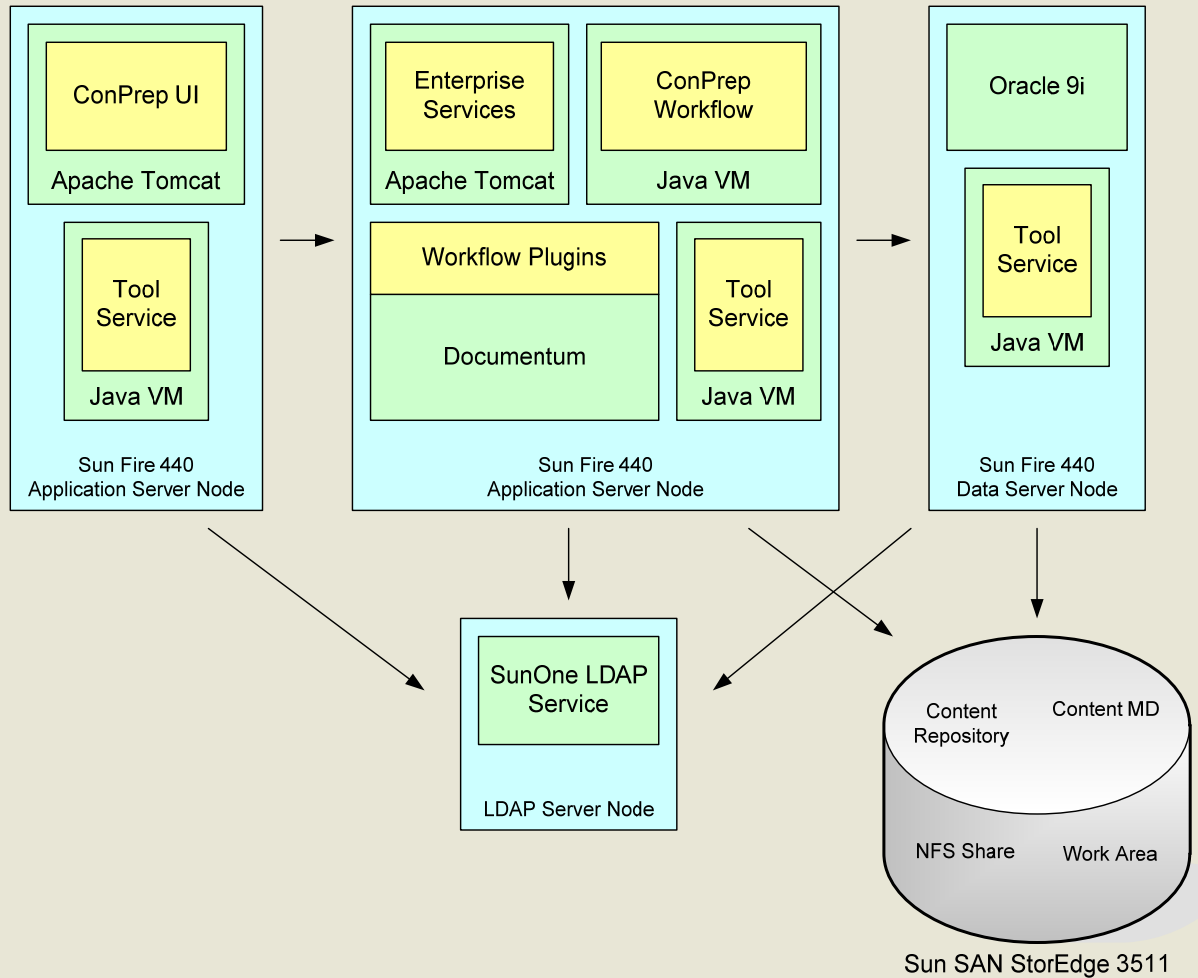 ConPrep UI
Apache Tomcat
Tool
Service
Java VM
Sun Fire 440
Application Server Node
Enterprise
Services
Apache Tomcat
ConPrep
Workflow
Java VM
Workflow Plugins
Documentum
Tool
Service
Java VM
Sun Fire 440
Application Server Node
Oracle 9i
Tool
Service
Java VM
Sun Fire 440
Data Server Node
SunOne LDAP
Service
LDAP Server Node
Content
Repository
Content MD
NFS Share
Work Area
Sun SAN StorEdge 3511